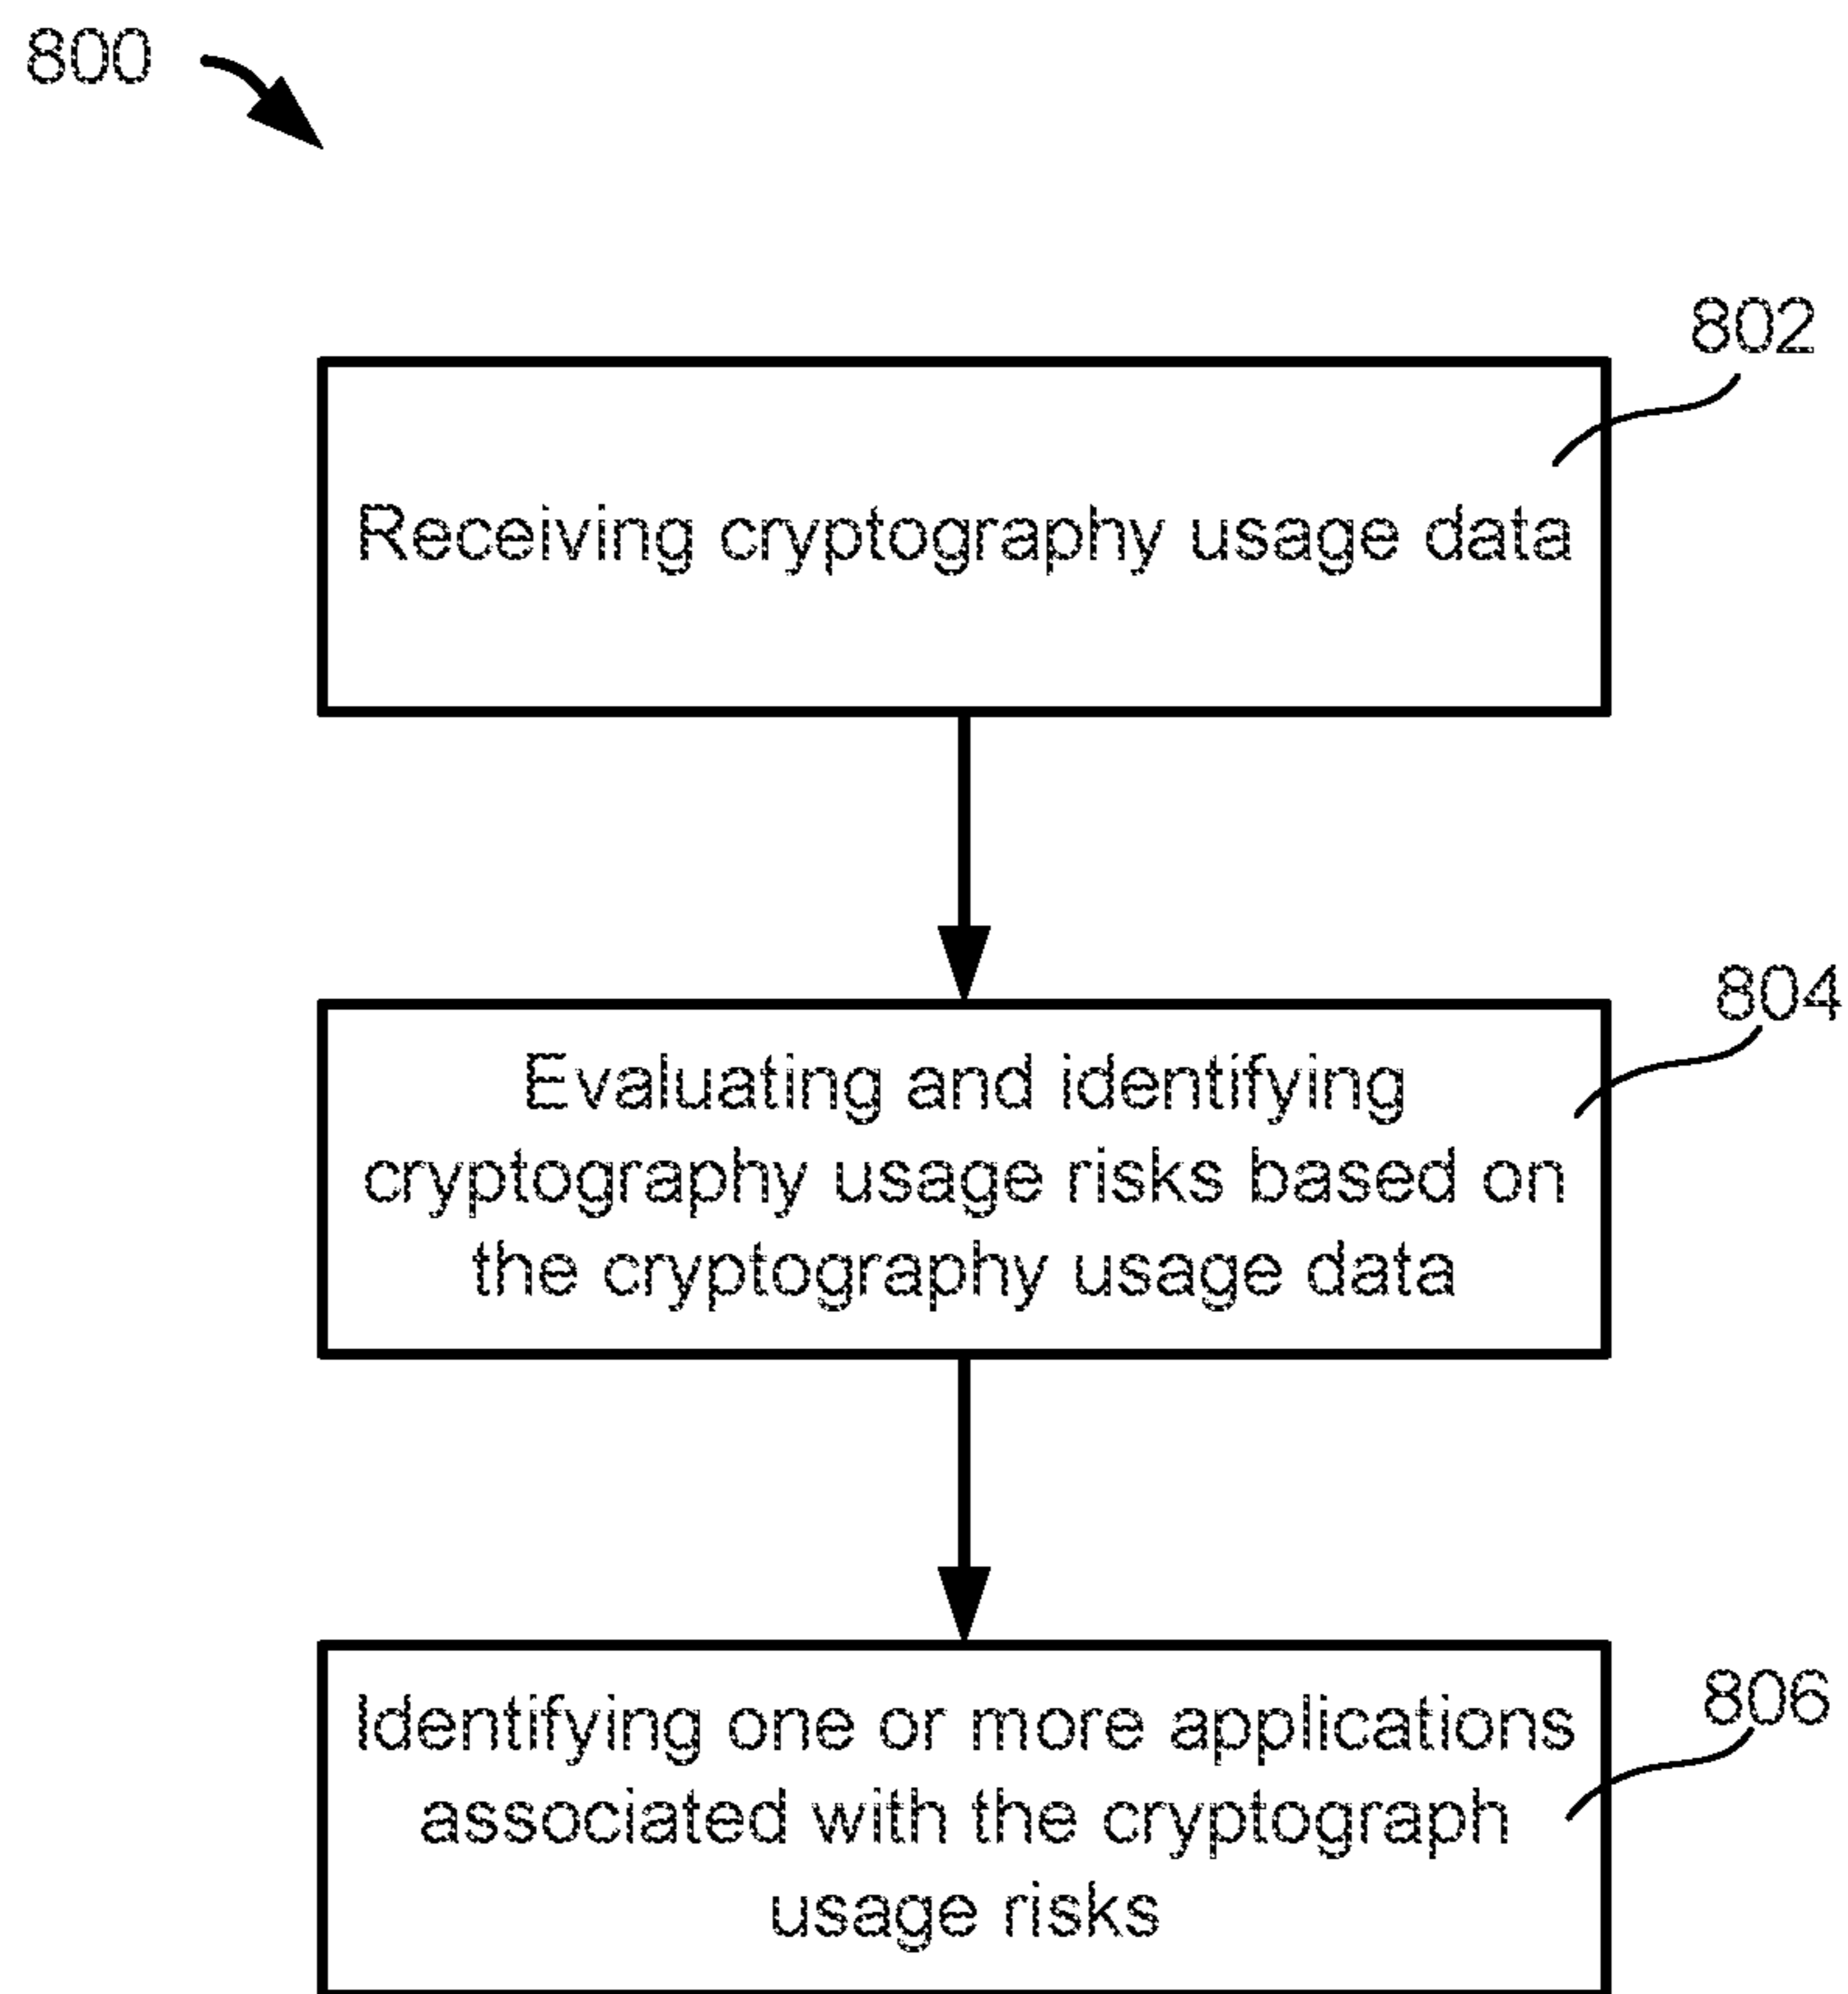 800
802
Receiving cryptography usage data
804
Evaluating and identifying
cryptography usage risks based on
the cryptography usage data
806
Identifying one or more applications
associated with the cryptograph
usage risks